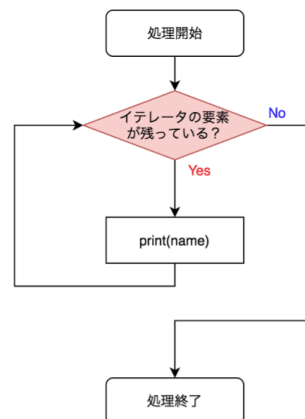 処理開始
イテレータの要素
が残っている？
No
Yes
print(name)
処理終了